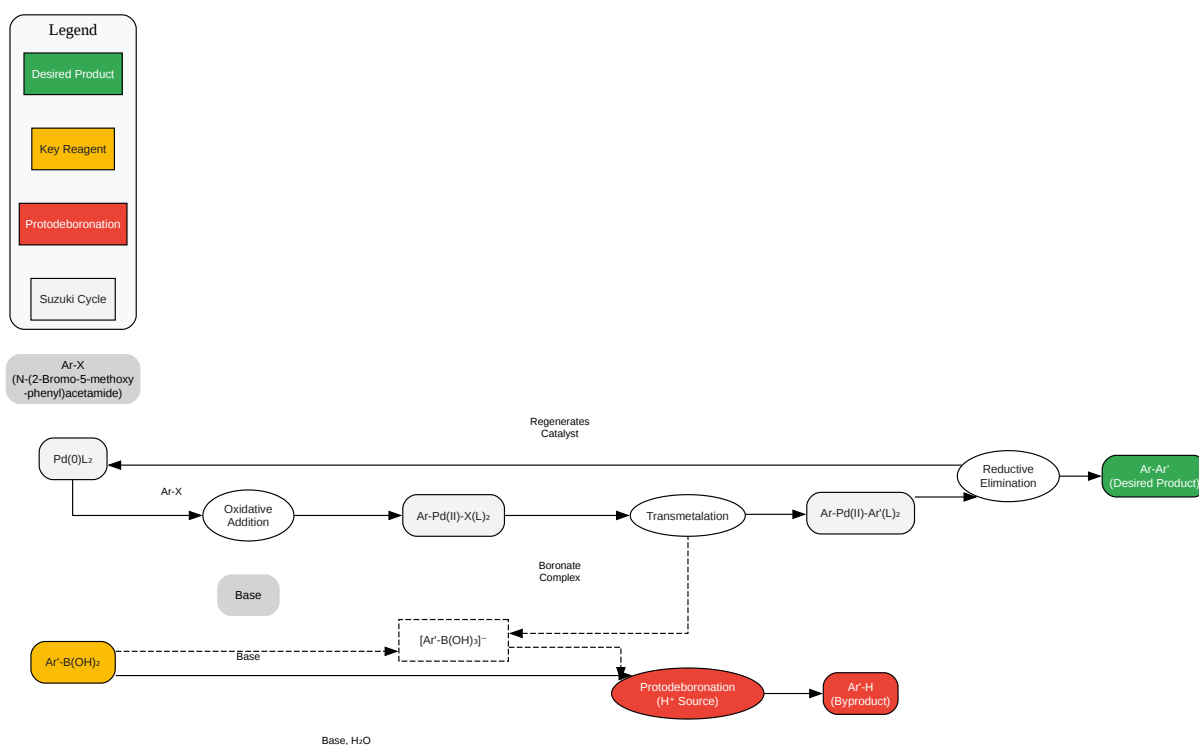 Legend
Desired Product
Key Reagent
Protodeboronation
Suzuki Cycle
Ar-X
(N-(2-Bromo-5-methoxy
-phenyl)acetamide)
Regenerates
Catalyst
Pd(0)L₂
Reductive
Elimination
Ar-Ar'
(Desired Product)
Ar-X
Oxidative
Addition
Ar-Pd(II)-X(L)₂
Transmetalation
Ar-Pd(II)-Ar'(L)₂
Boronate
Complex
Base
[Ar'-B(OH)₃]⁻
Ar'-B(OH)₂
Base
Protodeboronation
(H⁺ Source)
Ar'-H
(Byproduct)
Base, H₂O